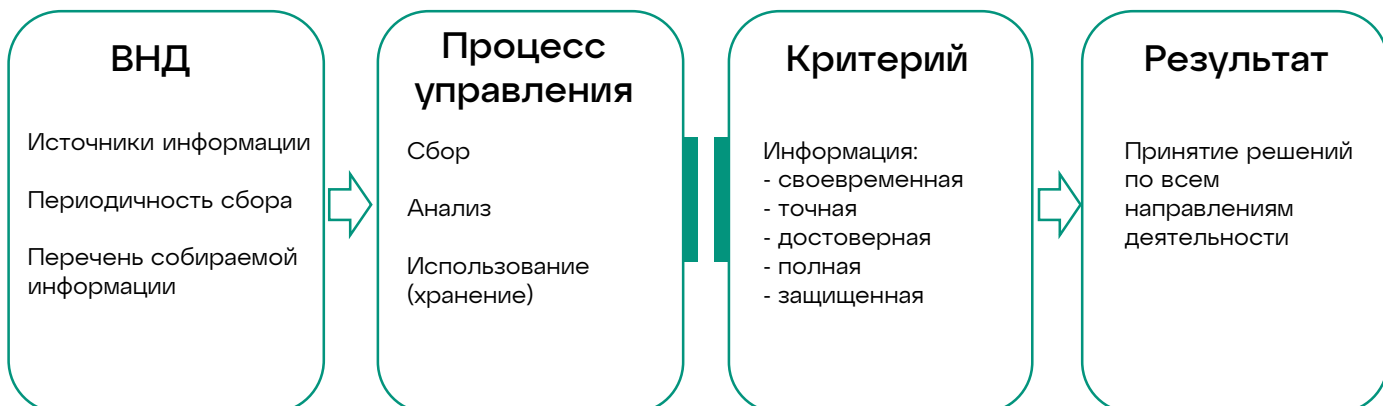 ВНД
Источники информации
Периодичность сбора
Перечень собираемой
информации
Процесс
управления
Сбор
Анализ
Использование
(хранение)
Критерий
Информация:
- своевременная
- точная
- достоверная
- полная
- защищенная
Результат
Принятие решений
по всем
направлениям
деятельности